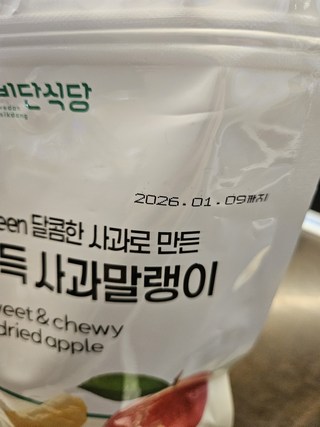 비단식당
2026.01.09까지
een 달콤한 사과로 만든
득 사과말랭이
weet & chewy
dried apple